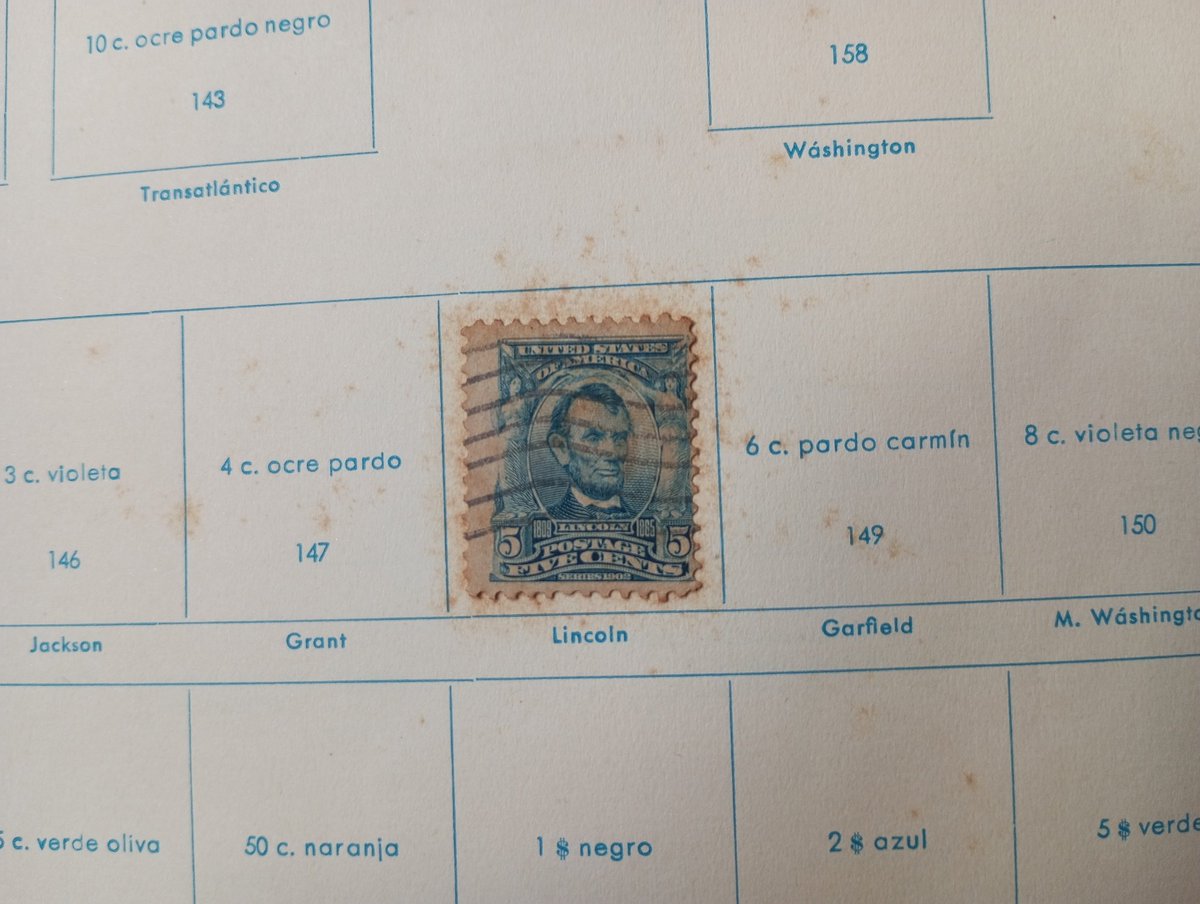 10 c. ocre pardo negro
143
Transatlántico
158
Wáshington
3 c. violeta
146
Jackson
4 c. ocre pardo
147
Grant
UNITED STATES
OF AMERICA
1809 LINCOLN 1865
5 POSTAGE 5
FIVE CENTS
SERIES 1902
Lincoln
6 c. pardo carmín
149
Garfield
8 c. violeta neg
150
M. Wáshingto
5 c. verde oliva
50 c. naranja
1 $ negro
2 $ azul
5 $ verde